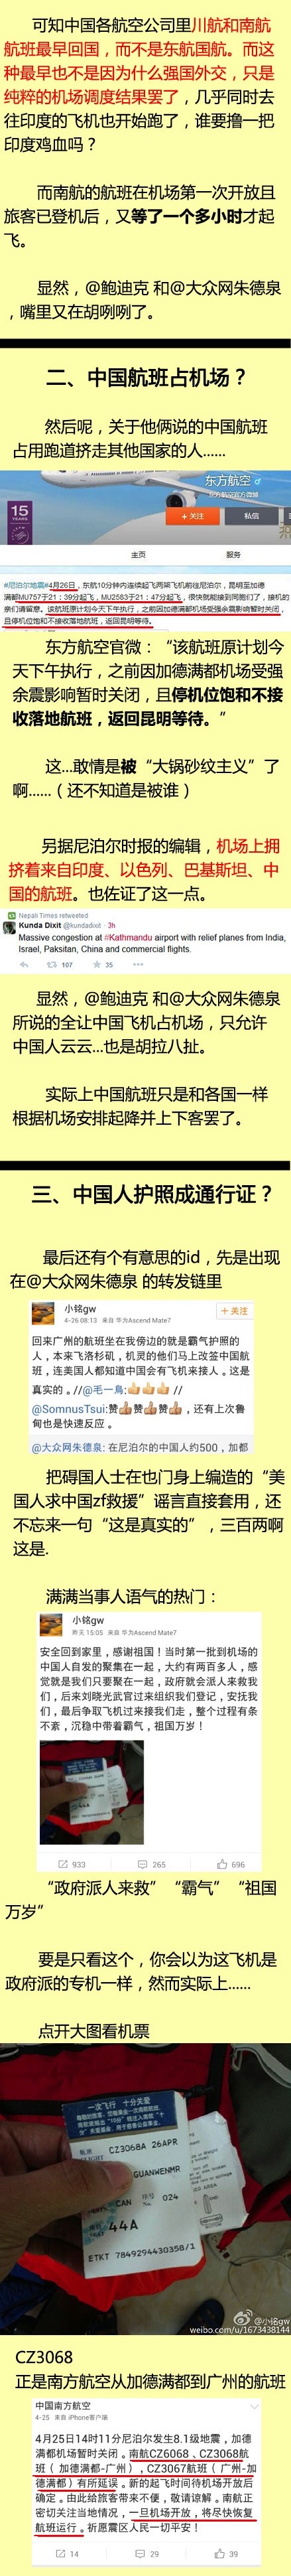 可知中国各航空公司里川航和南航
航班最早回国，而不是东航国航。而这
种最早也不是因为什么强国外交，只是
纯粹的机场调度结果罢了，几乎同时去
往印度的飞机也开始跑了，谁要撸一把
印度鸡血吗？
而南航的航班在机场第一次开放且
旅客已登机后，又等了一个多小时才起
飞。
显然，@鲍迪克 和@大众网朱德泉
，嘴里又在胡咧咧了。
二、中国航班占机场？
然后呢，关于他俩说的中国航班
占用跑道挤走其他国家的人......
15
YEARS
东方航空
东方航空官方微博
+关注
私信
主页
服务
#尼泊尔地震#4月26日，东航10分钟内连续起飞两架飞机前往尼泊尔，昆明至加德
满都MU757于21：39分起飞，MU2583于21：47分起飞，很快就能接到同胞们了，接机的
亲们请留意。该航班原计划今天下午执行，之前因加德满都机场受强余震影响暂时关闭，
且停机位饱和不接收落地航班，返回昆明等待。
东方航空官微：“该航班原计划今
天下午执行，之前因加德满都机场受强
余震影响暂时关闭，且停机位饱和不接
收落地航班，返回昆明等待。“
这...敢情是被“大锅砂纹主义”了
啊......（还不知道是被谁）
另据尼泊尔时报的编辑，机场上拥
挤着来自印度、以色列、巴基斯坦、中
国的航班。也佐证了这一点。
Nepali Times retweeted
Kunda Dixit @kundadixit · 3h
Massive congestion at #Kathmandu airport with relief planes from India,
Israel, Paksitan, China and commercial flights.
107
35
显然，@鲍迪克 和@大众网朱德泉
所说的全让中国飞机占机场，只允许
中国人云云...也是胡拉八扯。
实际上中国航班只是和各国一样
根据机场安排起降并上下客罢了。
三、中国人护照成通行证？
最后还有个有意思的id，先是出现
在@大众网朱德泉 的转发链里
小铭gw
+关注
4-26 08:13 来自 华为Ascend Mate7
回来广州的航班坐在我傍边的就是霸气护照的
人，本来飞洛杉矶，机灵的他们马上改签中国航
班，连美国人都知道中国会有飞机来接人。这是
真实的。//@毛一鳥: //
@SomnusTsui:赞 赞 赞 ，还有上次鲁
甸也是快速反应。
@大众网朱德泉: 在尼泊尔的中国人约500，加都
把碍国人士在也门身上编造的“美
国人求中国zf救援”谣言直接套用，还
不忘来一句“这是真实的”，三百两啊
这是.
满满当事人语气的热门：
小铭gw
昨天 15:05 来自 华为Ascend Mate7
安全回到家里，感谢祖国！当时第一批到机场的
中国人自发的聚集在一起，大约有两百多人，感
觉就是我们只要聚在一起，政府就会派人来救我
们，后来刘晓光武官过来组织我们登记，安抚我
们，最后争取飞机过来接我们走，整个过程有条
不紊，沉稳中带着霸气，祖国万岁！
933
265
696
“政府派人来救”“霸气”“祖国
万岁”
要是只看这个，你会以为这飞机是
政府派的专机一样，然而实际上......
点开大图看机票
一次飞行 十分关爱
CZ3068A 26APR
GUANWENMR
CAN
024
44A
ETKT 7849294430358/1
@小铭gw
weibo.com/u/1673438144
CZ3068
正是南方航空从加德满都到广州的航班
中国南方航空
4-25 来自 iPhone客户端
4月25日14时11分尼泊尔发生8.1级地震，加德
满都机场暂时关闭。南航CZ6068、CZ3068航
班（ 加德满都-广州），CZ3067航班（ 广州-加
德满都）有所延误。新的起飞时间待机场开放后
确定。由此给旅客带来不便，敬请谅解。南航正
密切关注当地情况，一旦机场开放，将尽快恢复
航班运行。祈愿震区人民一切平安！
14
29
39